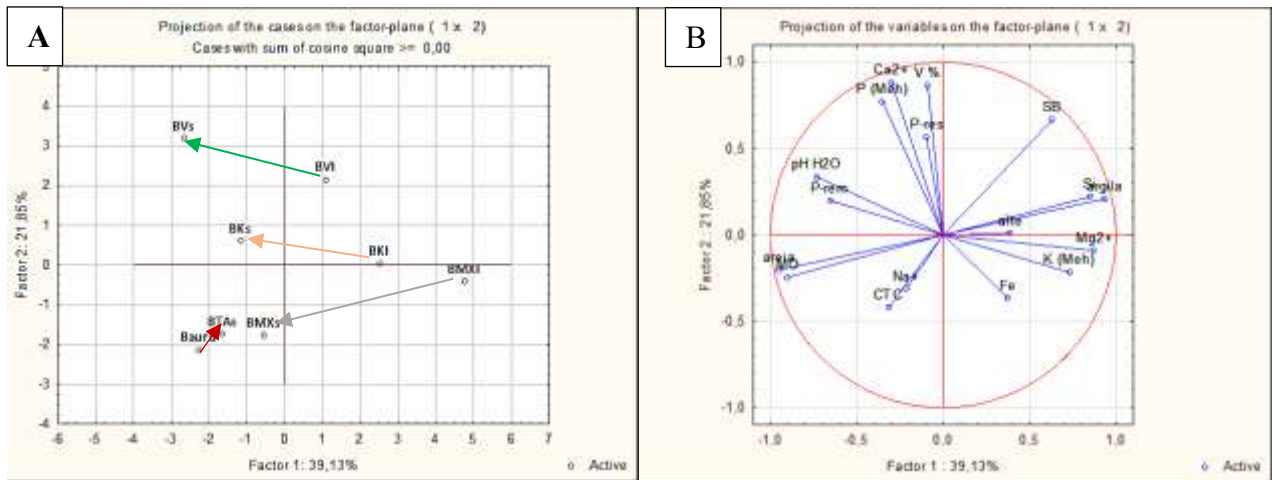 A
Projection of the cases on the factor-plane ( 1 x 2)
Cases with sum of cosine square >= 0,00
5
4
3
2
1
0
-1
-2
-3
-4
Factor 2: 21,85%
BVs
BVI
BKs
BKI
BMXI
BTAs
BMXs
-6 -5 -4 -3 -2 -1 0 1 2 3 4 5 6 7
Factor 1: 39,13%
Active
B
Projection of the variables on the factor-plane ( 1 x 2)
1,0
0,5
0,0
-0,5
-1,0
Factor 2 : 21,85%
Ca2+
V %
P (Meh)
SB
P-res
pH H2O
P-rem
argila
silte
Mg2+
K (Meh)
areia
Na+
CTC
Fe
-1,0 -0,5 0,0 0,5 1,0
Factor 1 : 39,13%
Active